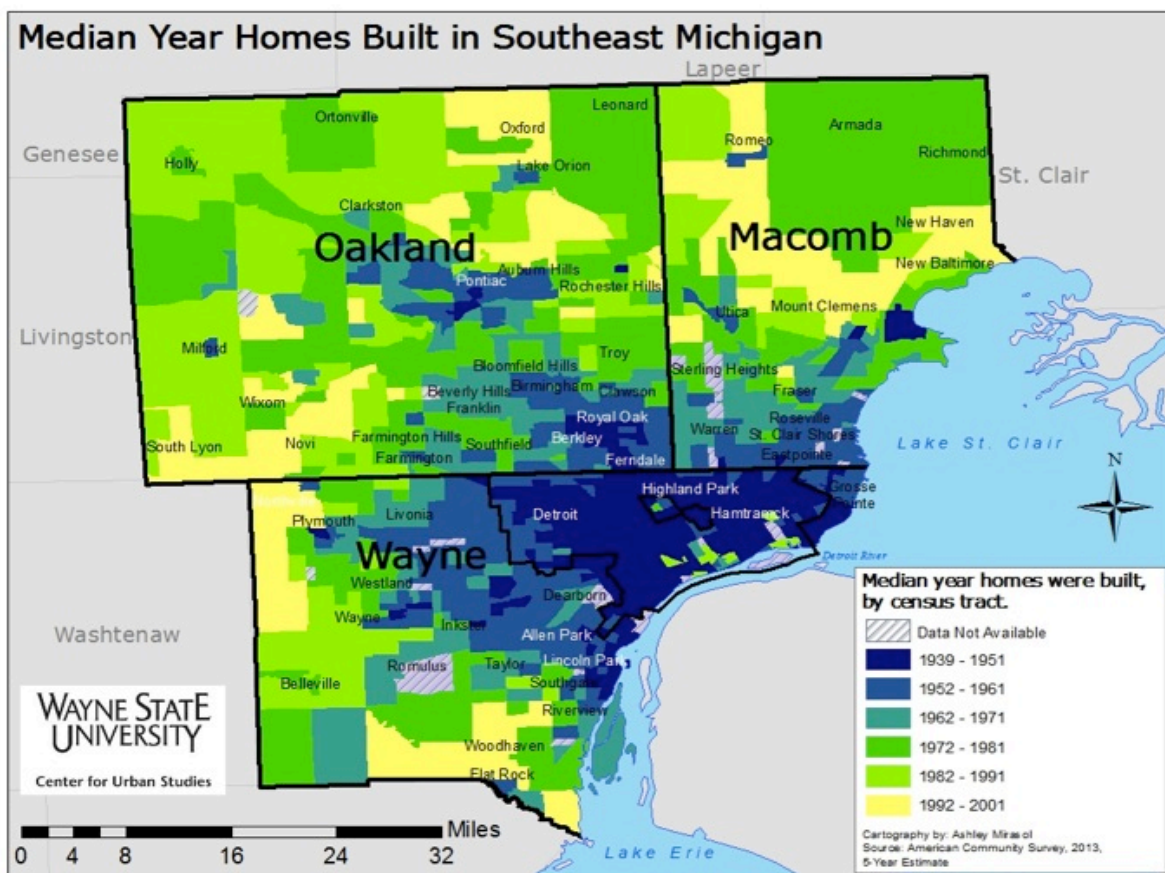 Median Year Homes Built in Southeast Michigan
Lapeer
Genesee
St. Clair
Livingston
Washtenaw
Oakland
Macomb
Wayne
Leonard
Ortonville
Oxford
Holly
Lake Orion
Clarkston
Auburn Hills
Pontiac
Rochester Hills
Milford
Bloomfield Hills
Troy
Beverly Hills
Birmingham
Clawson
Franklin
Wixom
Royal Oak
Berkley
South Lyon
Novi
Farmington Hills
Southfield
Farmington
Ferndale
Romeo
Armada
Richmond
New Haven
New Baltimore
Mount Clemens
Utica
Sterling Heights
Fraser
Roseville
Warren
St. Clair Shores
Eastpointe
Lake St. Clair
N
Grosse
Pointe
Highland Park
Hamtramck
Detroit
Detroit River
Plymouth
Livonia
Westland
Dearborn
Wayne
Inkster
Allen Park
Romulus
Taylor
Lincoln Park
Belleville
Southgate
Riverview
Woodhaven
Flat Rock
Lake Erie
WAYNE STATE
UNIVERSITY
Center for Urban Studies
Miles
0 4 8 16 24 32
Median year homes were built,
by census tract.
Data Not Available
1939 - 1951
1952 - 1961
1962 - 1971
1972 - 1981
1982 - 1991
1992 - 2001
Cartography by: Ashley Mirasol
Source: American Community Survey, 2013,
5-Year Estimate